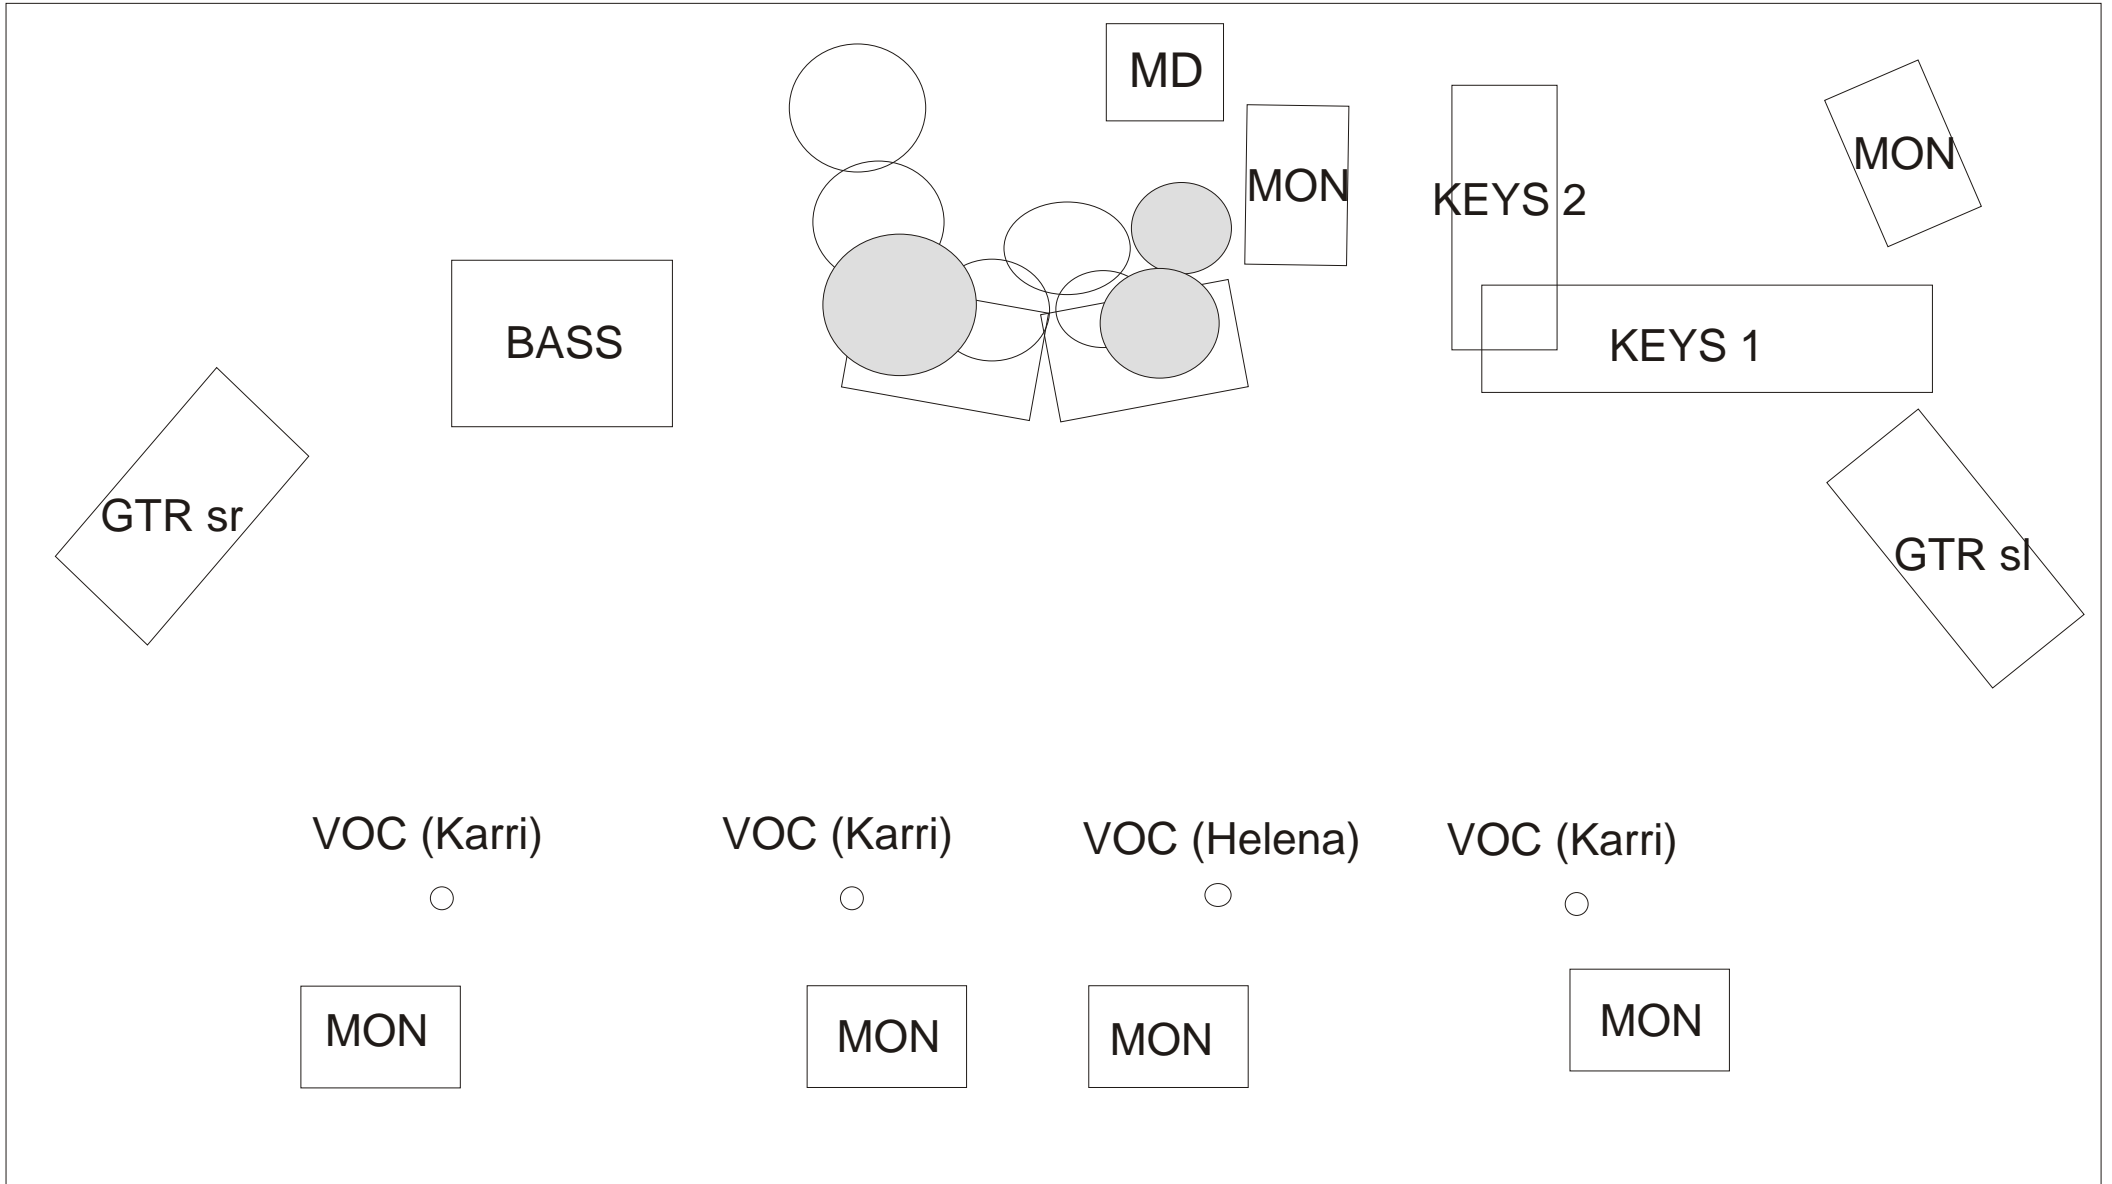 MD
MON
MON
KEYS 2
BASS
KEYS 1
GTR sr
GTR sl
VOC (Karri)
VOC (Karri)
VOC (Helena)
VOC (Karri)
MON
MON
MON
MON